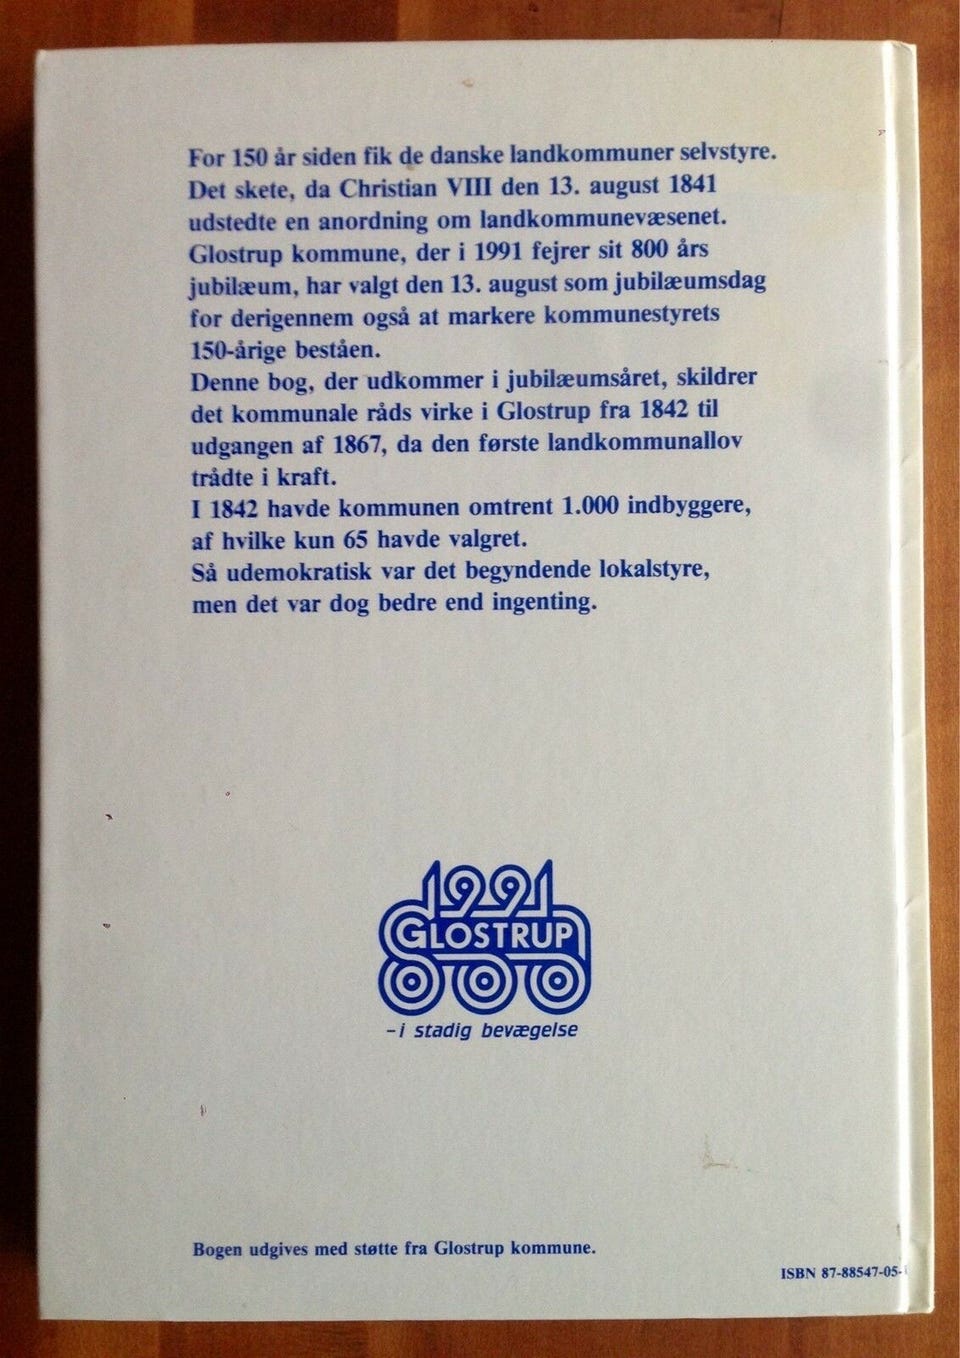 For 150 år siden fik de danske landkommuner selvstyre.
Det skete, da Christian VIII den 13. august 1841
udstedte en anordning om landkommunevæsenet.
Glostrup kommune, der i 1991 fejrer sit 800 års
jubilæum, har valgt den 13. august som jubilæumsdag
for derigennem også at markere kommunestyrets
150-årige beståen.
Denne bog, der udkommer i jubilæumsåret, skildrer
det kommunale råds virke i Glostrup fra 1842 til
udgangen af 1867, da den første landkommunallov
trådte i kraft.
I 1842 havde kommunen omtrent 1.000 indbyggere,
af hvilke kun 65 havde valgret.
Så udemokratisk var det begyndende lokalstyre,
men det var dog bedre end ingenting.
1991
GLOSTRUP
800
- i stadig bevægelse
Bogen udgives med støtte fra Glostrup kommune.
ISBN 87-88547-05-